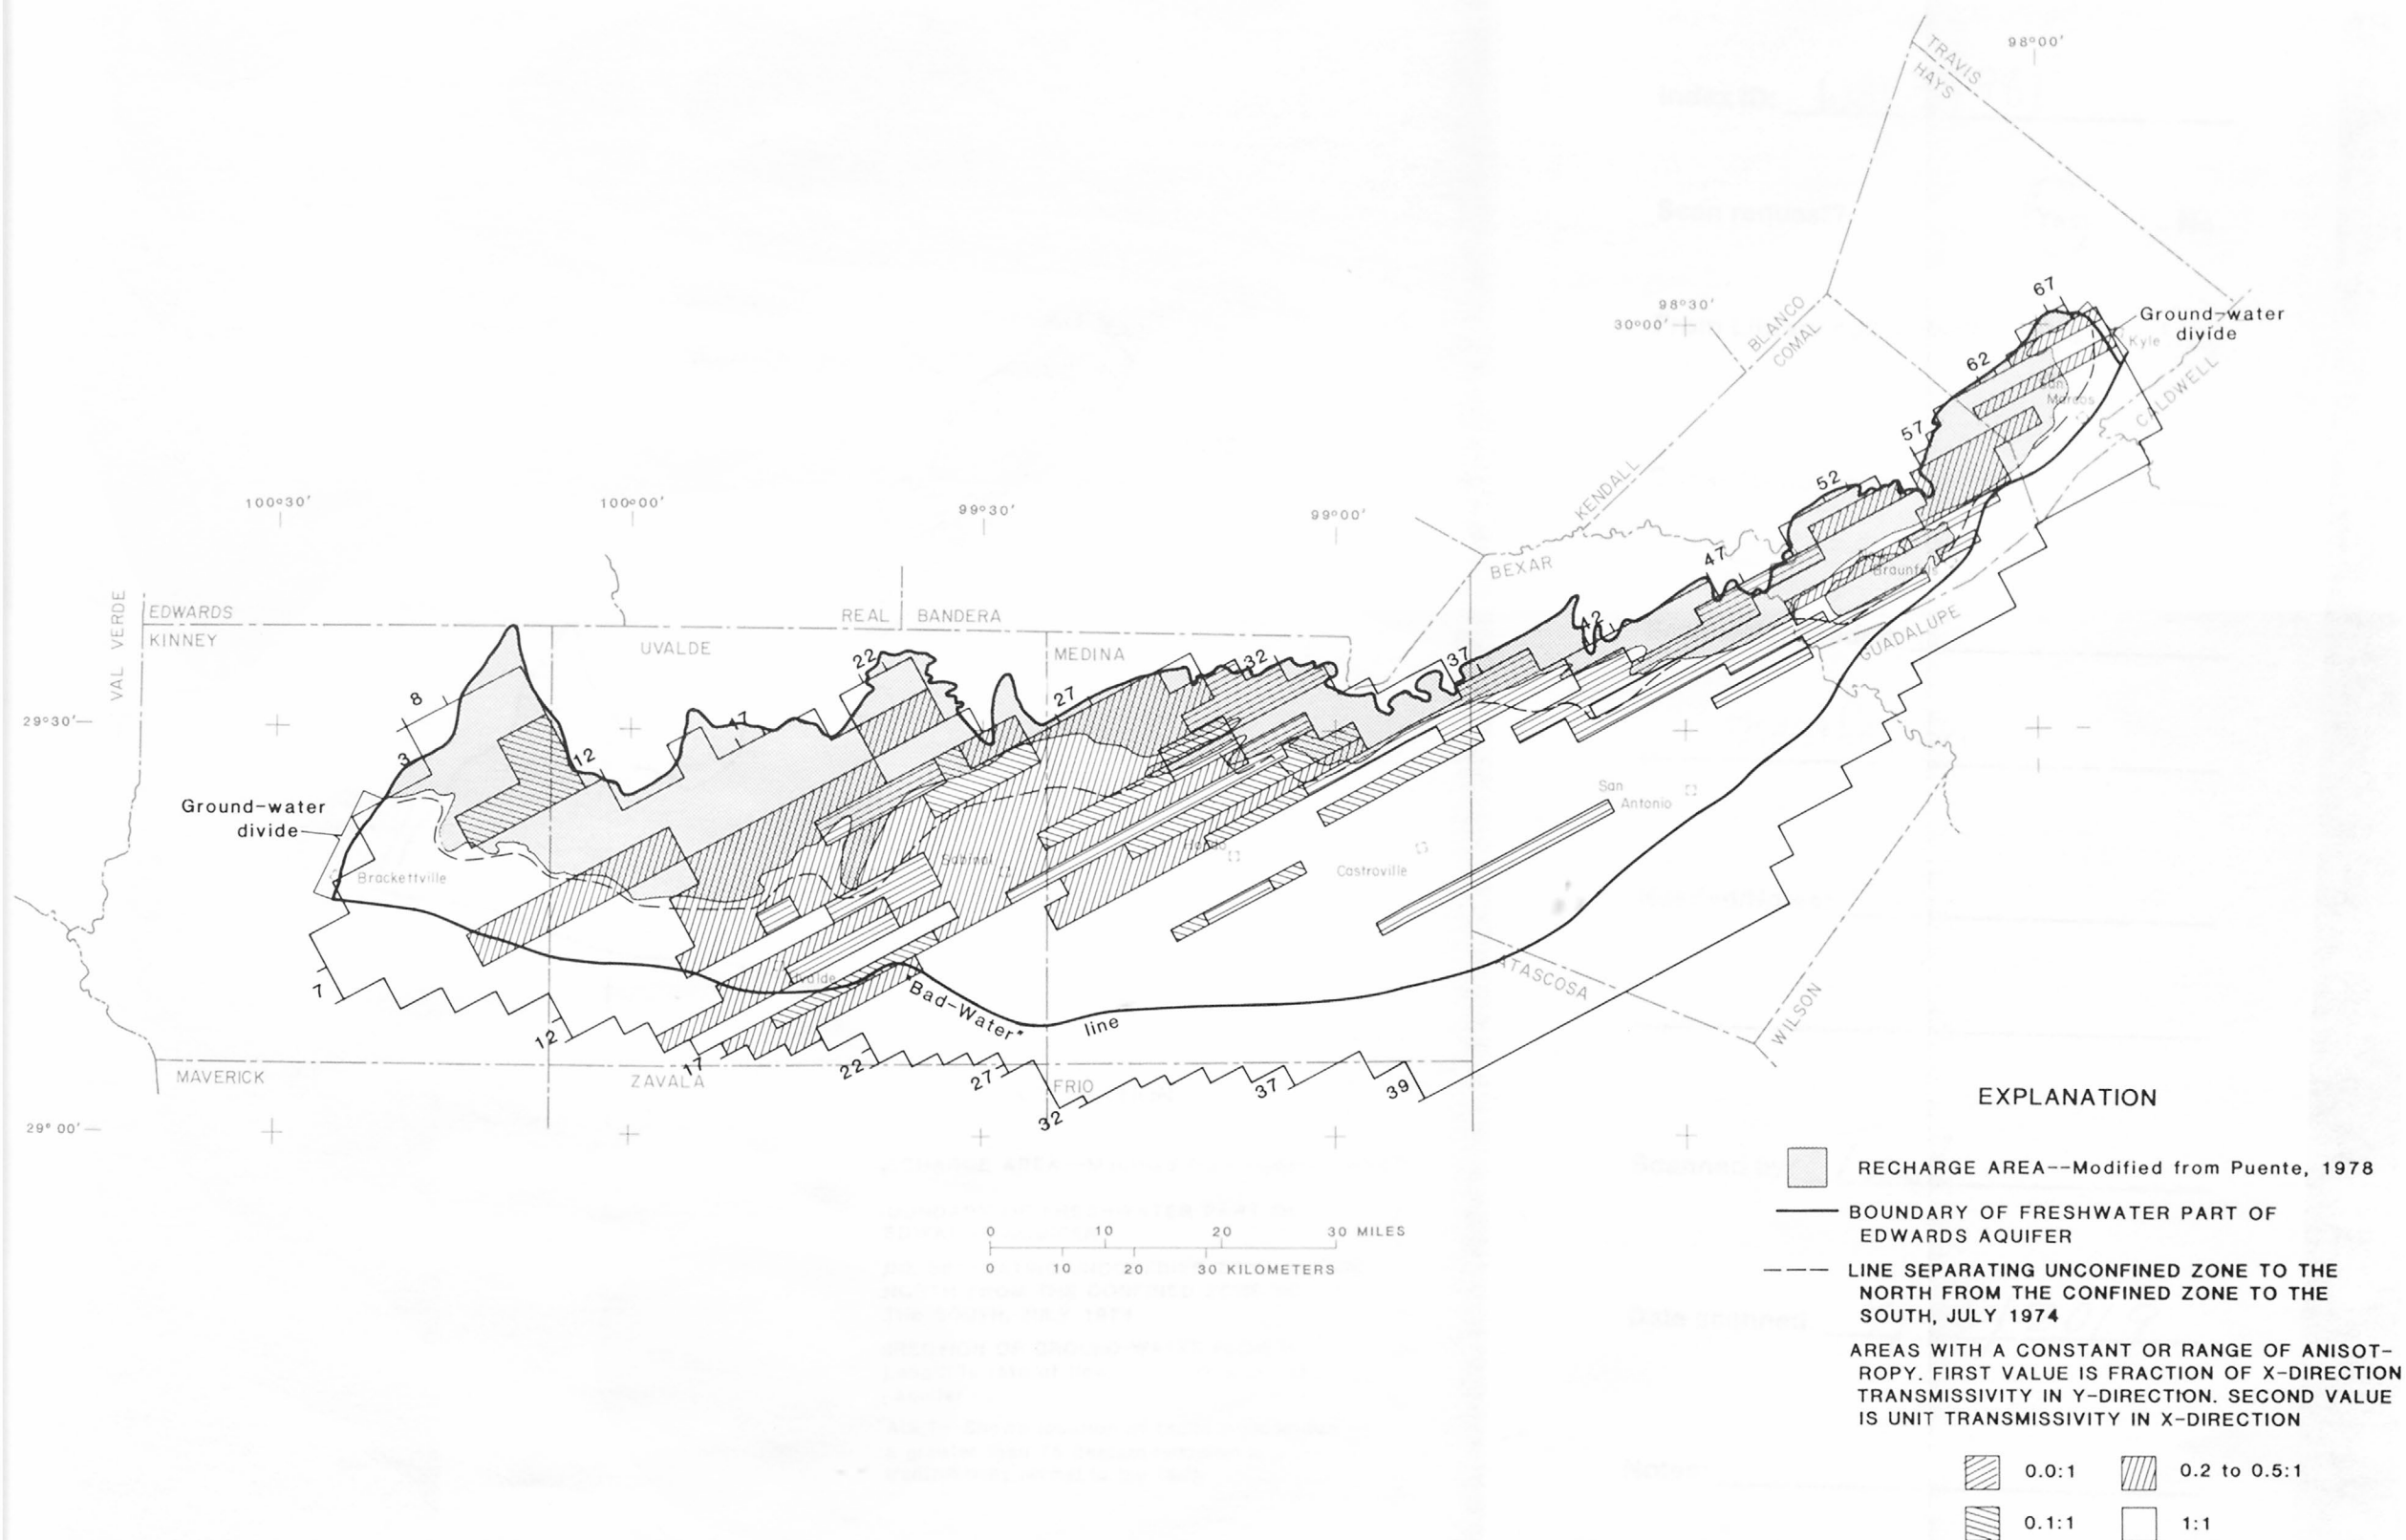 98°00'
TRAVIS
HAYS
67
Ground-water
divide
98°30'
30°00'
BLANCO
COMAL
Kyle
62
San
Marcos
CALDWELL
57
52
KENDALL
100°30'
100°00'
99°30'
99°00'
47
BEXAR
Braunfels
VAL VERDE
EDWARDS
KINNEY
REAL
BANDERA
UVALDE
MEDINA
GUADALUPE
42
37
32
22
27
8
17
29°30'
12
3
San
Antonio
Ground-water
divide
Sabinal
Hondo
Castroville
Brackettville
Uvalde
7
Bad-Water
line
ATASCOSA
WILSON
12
17
22
27
32
37
39
MAVERICK
ZAVALA
FRIO
29°00'
EXPLANATION
RECHARGE AREA--Modified from Puente, 1978
BOUNDARY OF FRESHWATER PART OF
EDWARDS AQUIFER
LINE SEPARATING UNCONFINED ZONE TO THE
NORTH FROM THE CONFINED ZONE TO THE
SOUTH, JULY 1974
AREAS WITH A CONSTANT OR RANGE OF ANISOT-
ROPY. FIRST VALUE IS FRACTION OF X-DIRECTION
TRANSMISSIVITY IN Y-DIRECTION. SECOND VALUE
IS UNIT TRANSMISSIVITY IN X-DIRECTION
0.0:1
0.2 to 0.5:1
0.1:1
1:1
0 10 20 30 MILES
0 10 20 30 KILOMETERS